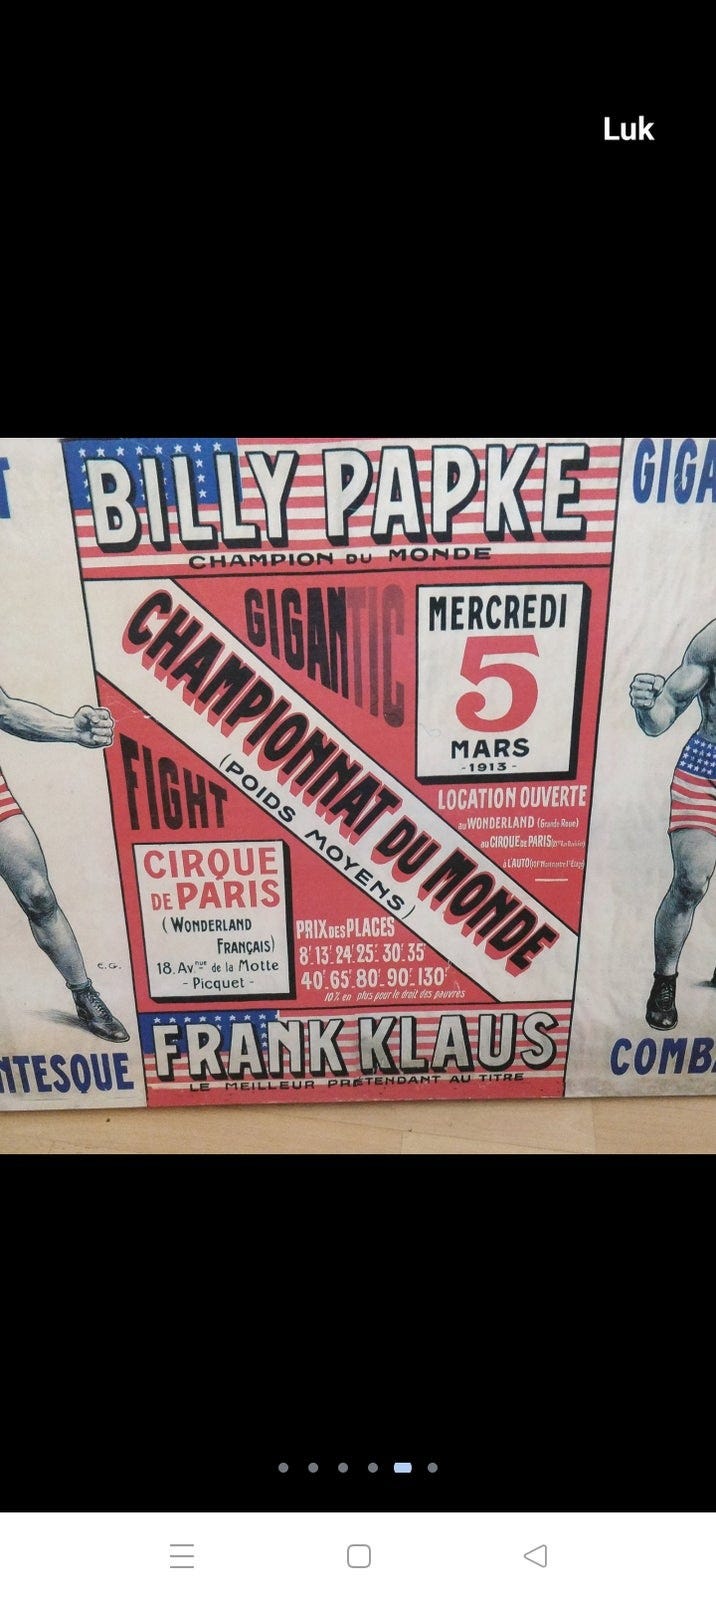 Luk
BILLY PAPKE
CHAMPION DU MONDE
GIGANTIC
MERCREDI
5
MARS
-1913-
CHAMPIONNAT DU MONDE
(POIDS MOYENS)
FIGHT
LOCATION OUVERTE
au WONDERLAND (Grande Roue)
au CIRQUE DE PARIS
à L'AUTO
CIRQUE
DE PARIS
(WONDERLAND
FRANÇAIS)
18. Av.nue de la Motte
- Picquet -
PRIX DES PLACES
8f. 13f. 24f. 25f. 30f. 35f
40f. 65f. 80f. 90f. 130f
10% en plus pour le droit des pauvres
FRANK KLAUS
LE MEILLEUR PRÉTENDANT AU TITRE
E.G.
NTESQUE
GIGA
COMBA